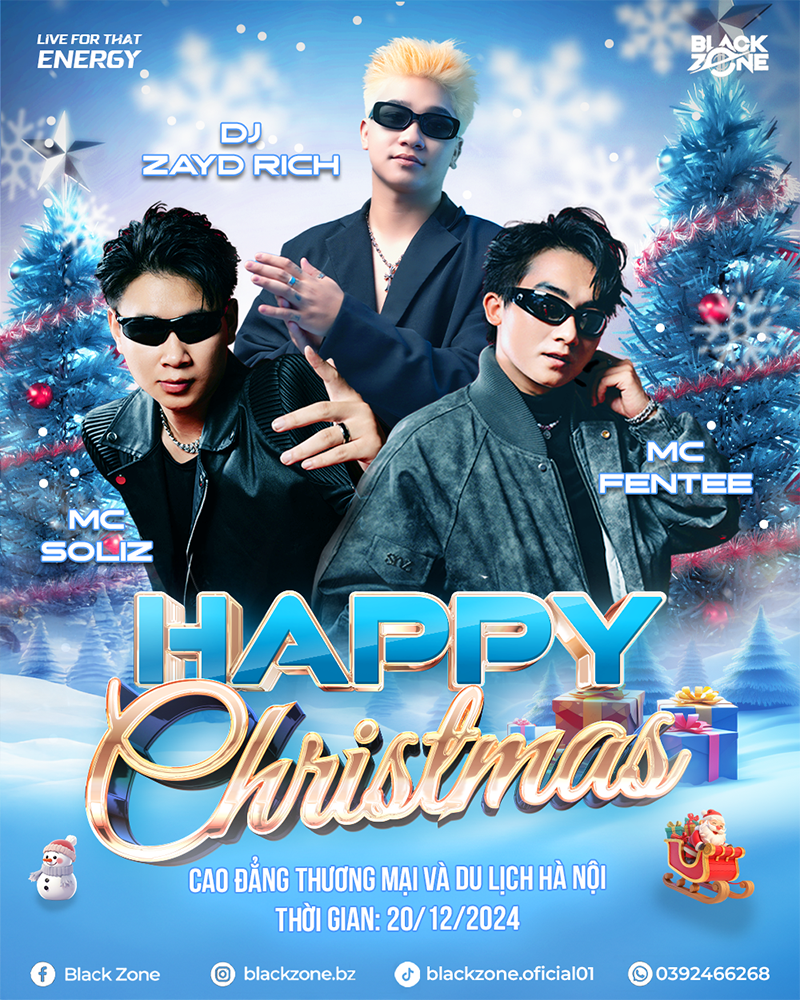 LIVE FOR THAT
ENERGY
BLACK
ZONE
DJ
ZAYD RICH
MC
FENTEE
MC
SOLIZ
HAPPY
Christmas
CAO ĐẲNG THƯƠNG MẠI VÀ DU LỊCH HÀ NỘI
THỜI GIAN: 20/12/2024
Black Zone
blackzone.bz
blackzone.oficial01
0392466268